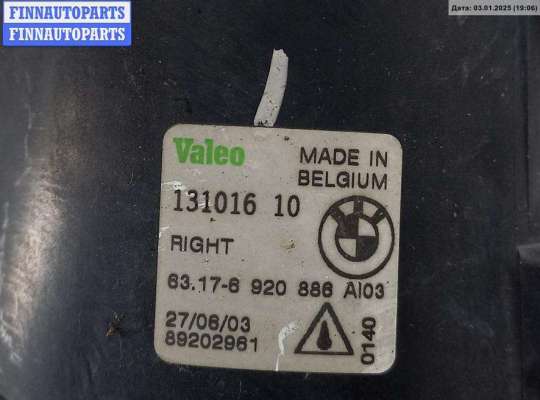 FINNAUTOPARTS
FINNAUTOPARTS
Дата: 03.01.2025 (19:06)
Valeo
MADE IN
BELGIUM
131016 10
RIGHT
BMW
63.17-6 920 886 AI03
27/06/03
89202961
0140